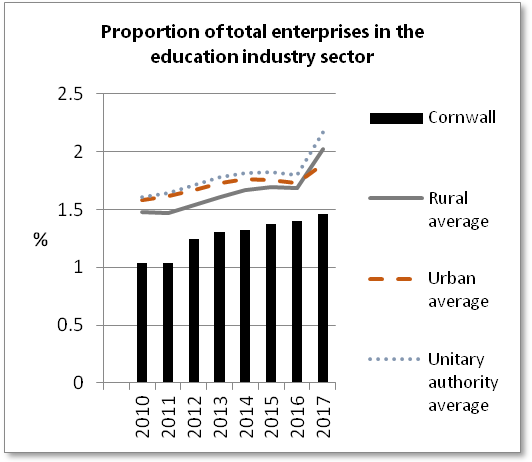 Proportion of total enterprises in the
education industry sector
2.5
2
1.5
1
0.5
0
%
2010
2011
2012
2013
2014
2015
2016
2017
Cornwall
Rural
average
Urban
average
Unitary
authority
average